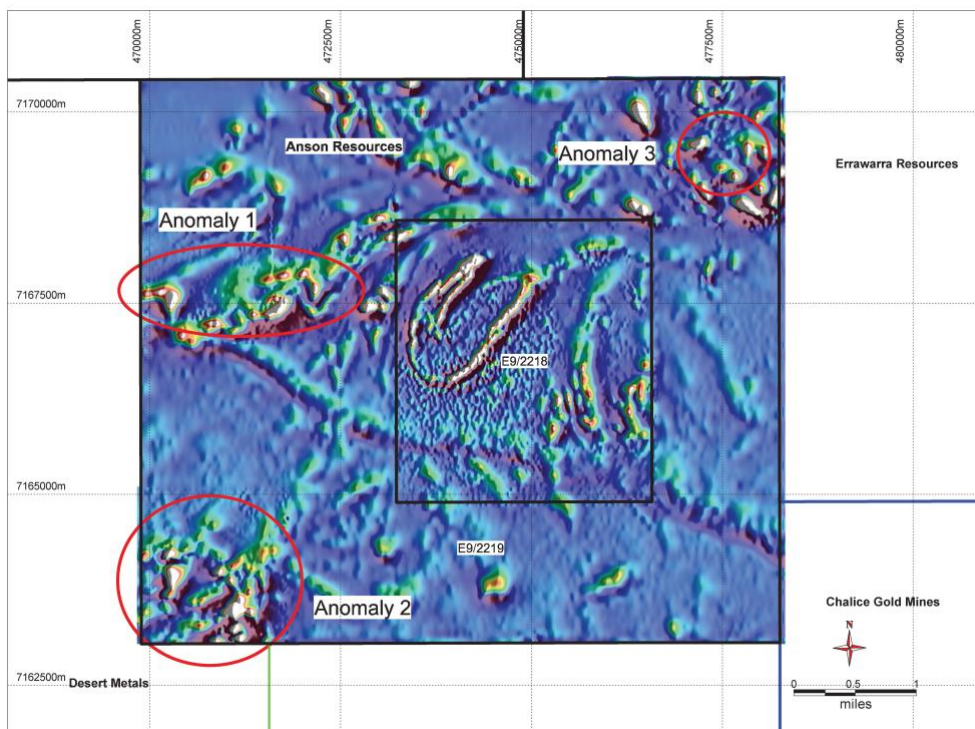 470000m
472500m
475000m
477500m
480000m
7170000m
Anson Resources
Anomaly 3
Errawarra Resources
Anomaly 1
7167500m
E9/2218
7165000m
E9/2219
Anomaly 2
Chalice Gold Mines
N
7162500m
Desert Metals
0 0.5 1
miles